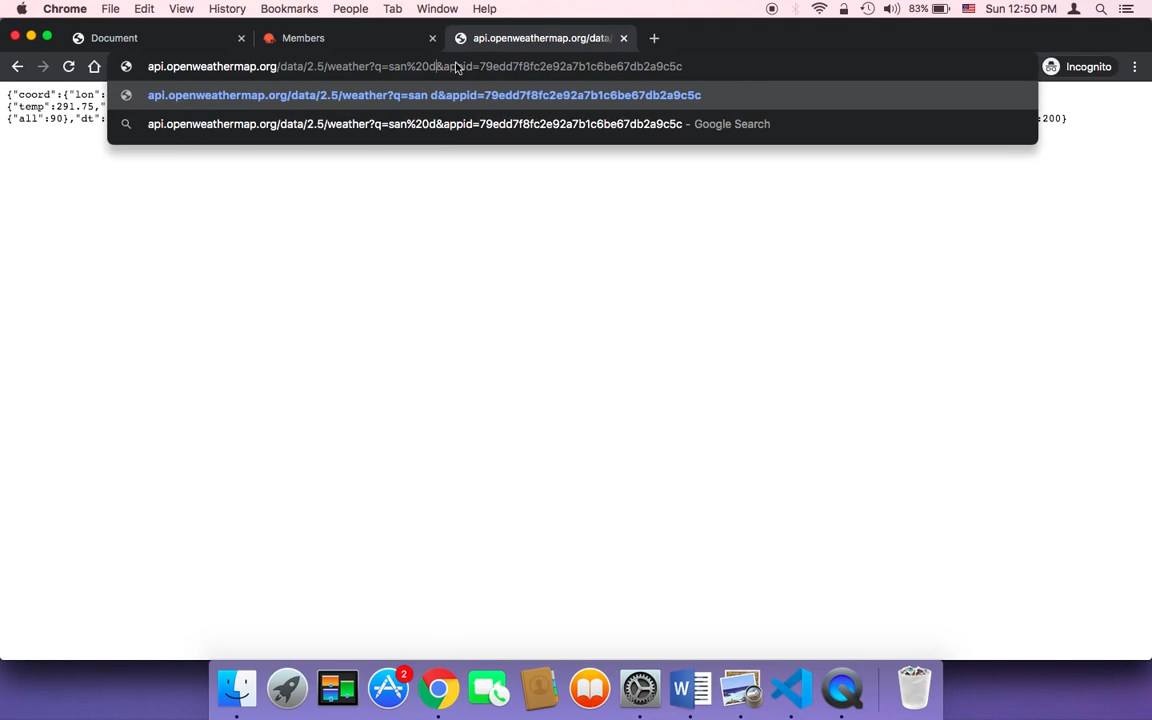 Chrome File Edit View History Bookmarks People Tab Window Help 83% Sun 12:50 PM
Document Members api.openweathermap.org/data/
api.openweathermap.org/data/2.5/weather?q=san%20d&appid=79edd7f8fc2e92a7b1c6be67db2a9c5c Incognito
{"coord":{"lon":
api.openweathermap.org/data/2.5/weather?q=san d&appid=79edd7f8fc2e92a7b1c6be67db2a9c5c
{"temp":291.75,
{"all":90},"dt": :200}
api.openweathermap.org/data/2.5/weather?q=san%20d&appid=79edd7f8fc2e92a7b1c6be67db2a9c5c - Google Search
2
W